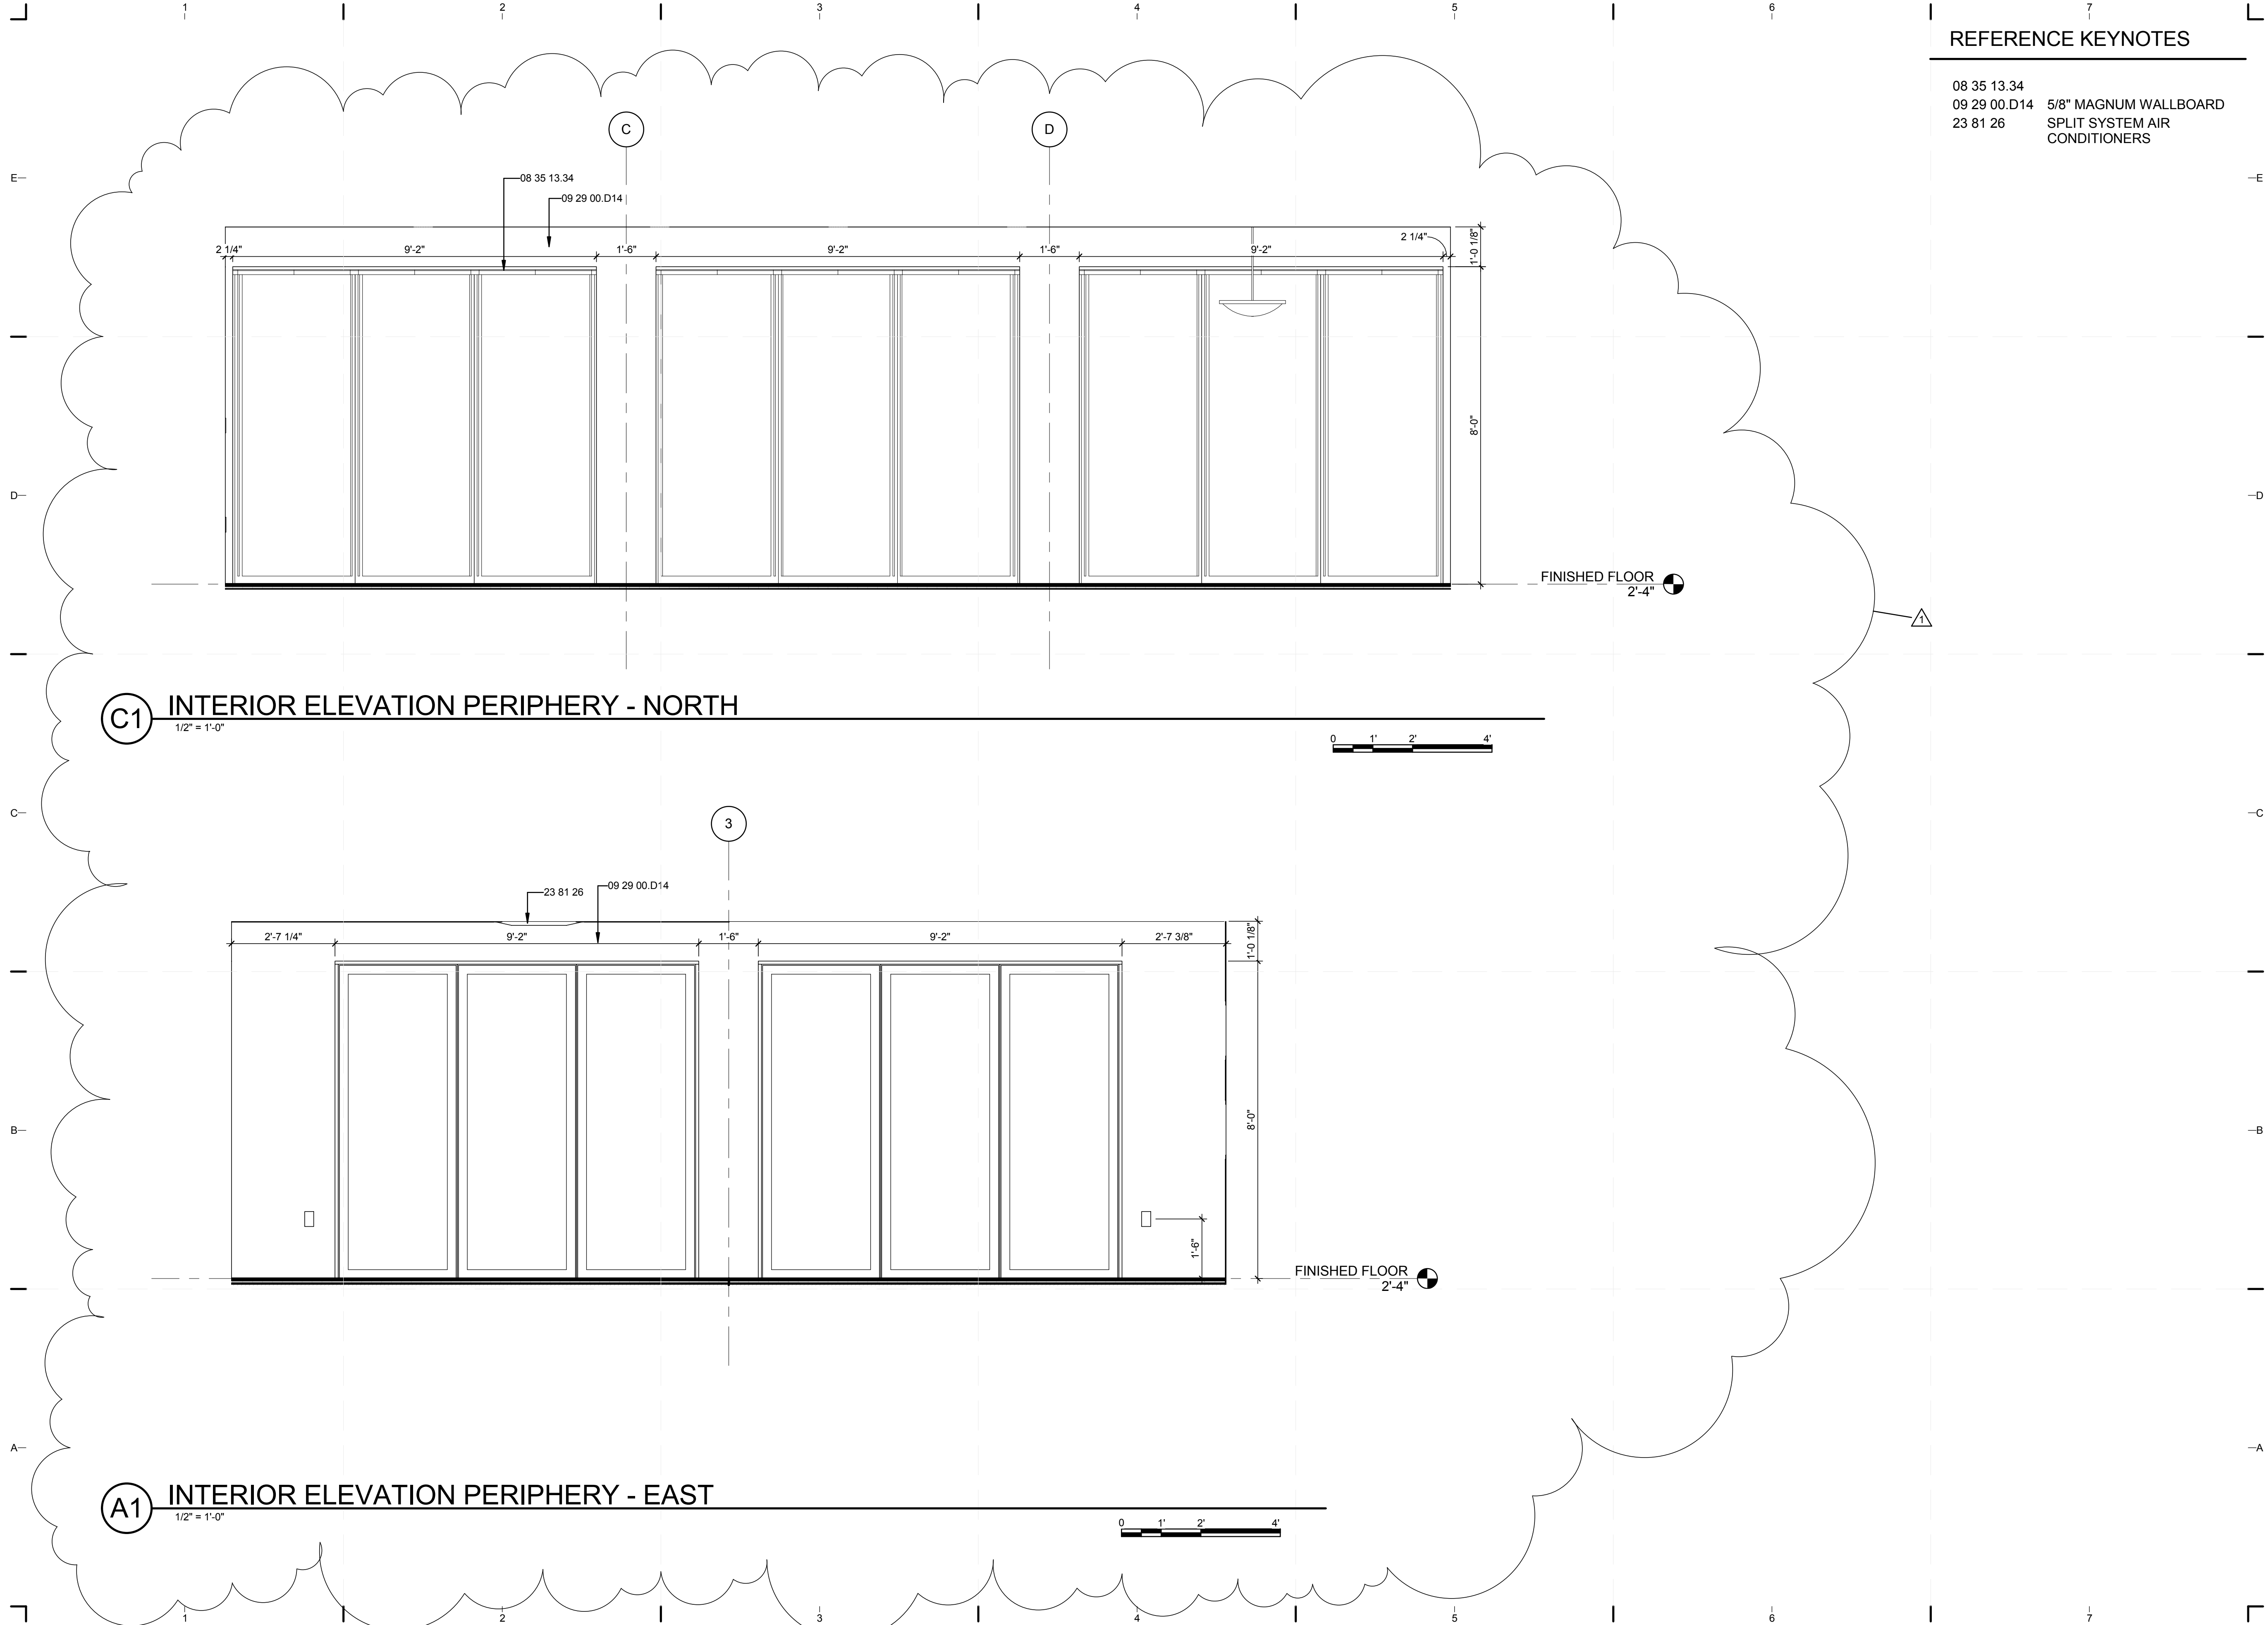 1 2 3 4 5 6 7
REFERENCE KEYNOTES
08 35 13.34
09 29 00.D14 5/8" MAGNUM WALLBOARD
23 81 26 SPLIT SYSTEM AIR
CONDITIONERS
C D
E E
08 35 13.34
09 29 00.D14
2 1/4" 9'-2" 1'-6" 9'-2" 1'-6" 9'-2" 2 1/4"
1'-0 1/8"
8'-0"
D D
FINISHED FLOOR
2'-4"
1
C1 INTERIOR ELEVATION PERIPHERY - NORTH
1/2" = 1'-0"
0 1' 2' 4'
C C
3
23 81 26
09 29 00.D14
2'-7 1/4" 9'-2" 1'-6" 9'-2" 2'-7 3/8"
1'-0 1/8"
8'-0"
B B
1'-6"
FINISHED FLOOR
2'-4"
A A
A1 INTERIOR ELEVATION PERIPHERY - EAST
1/2" = 1'-0"
0 1' 2' 4'
1 2 3 4 5 6 7